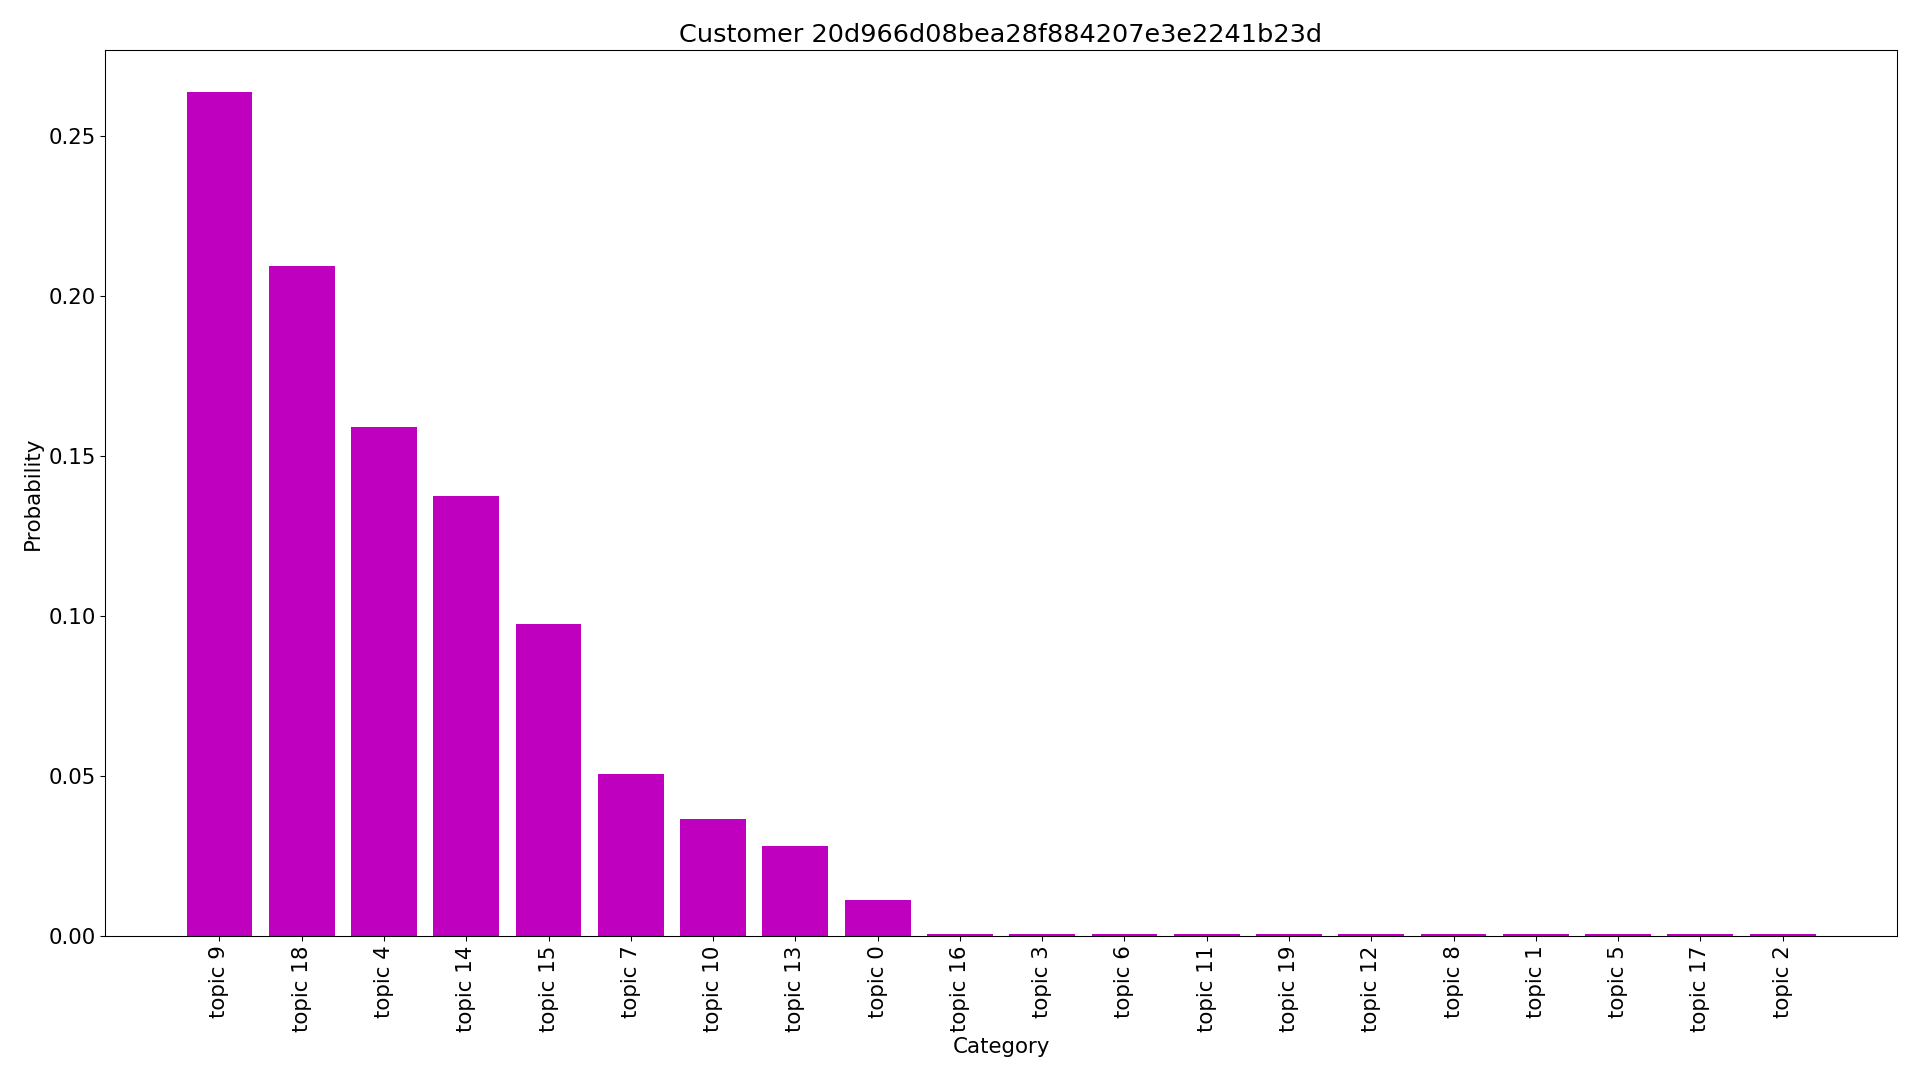 Customer 20d966d08bea28f884207e3e2241b23d
Probability
0.25
0.20
0.15
0.10
0.05
0.00
topic 9
topic 18
topic 4
topic 14
topic 15
topic 7
topic 10
topic 13
topic 0
topic 16
topic 3
topic 6
topic 11
topic 19
topic 12
topic 8
topic 1
topic 5
topic 17
topic 2
Category